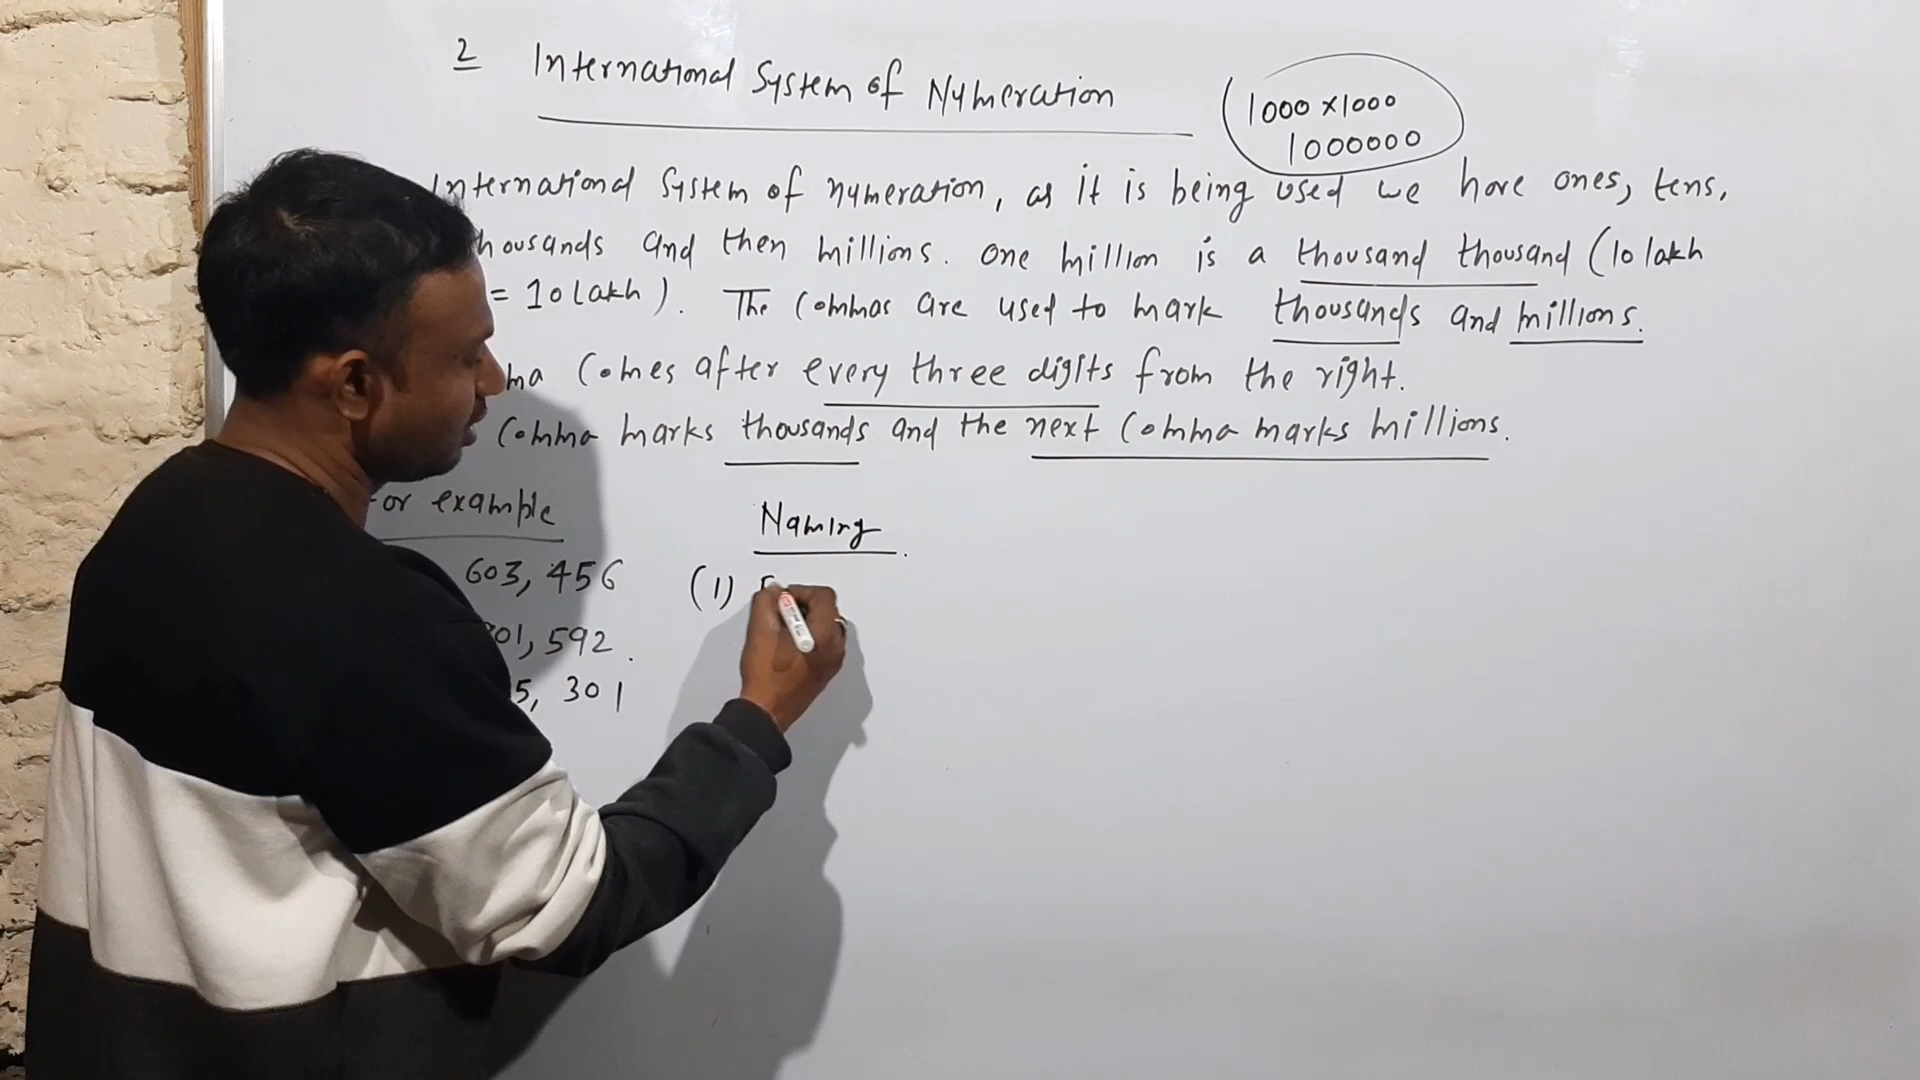 2 International System of Numeration
1000 x 1000
1000000
International System of numeration, as it is being used we have ones, tens,
thousands and then millions. One million is a thousand thousand (10 lakh
= 10 lakh). The Commas are used to mark thousands and millions.
Comes after every three digits from the right.
Comma marks thousands and the next Comma marks millions.
For example
Naming
603, 456
(1)
01, 592
5, 301